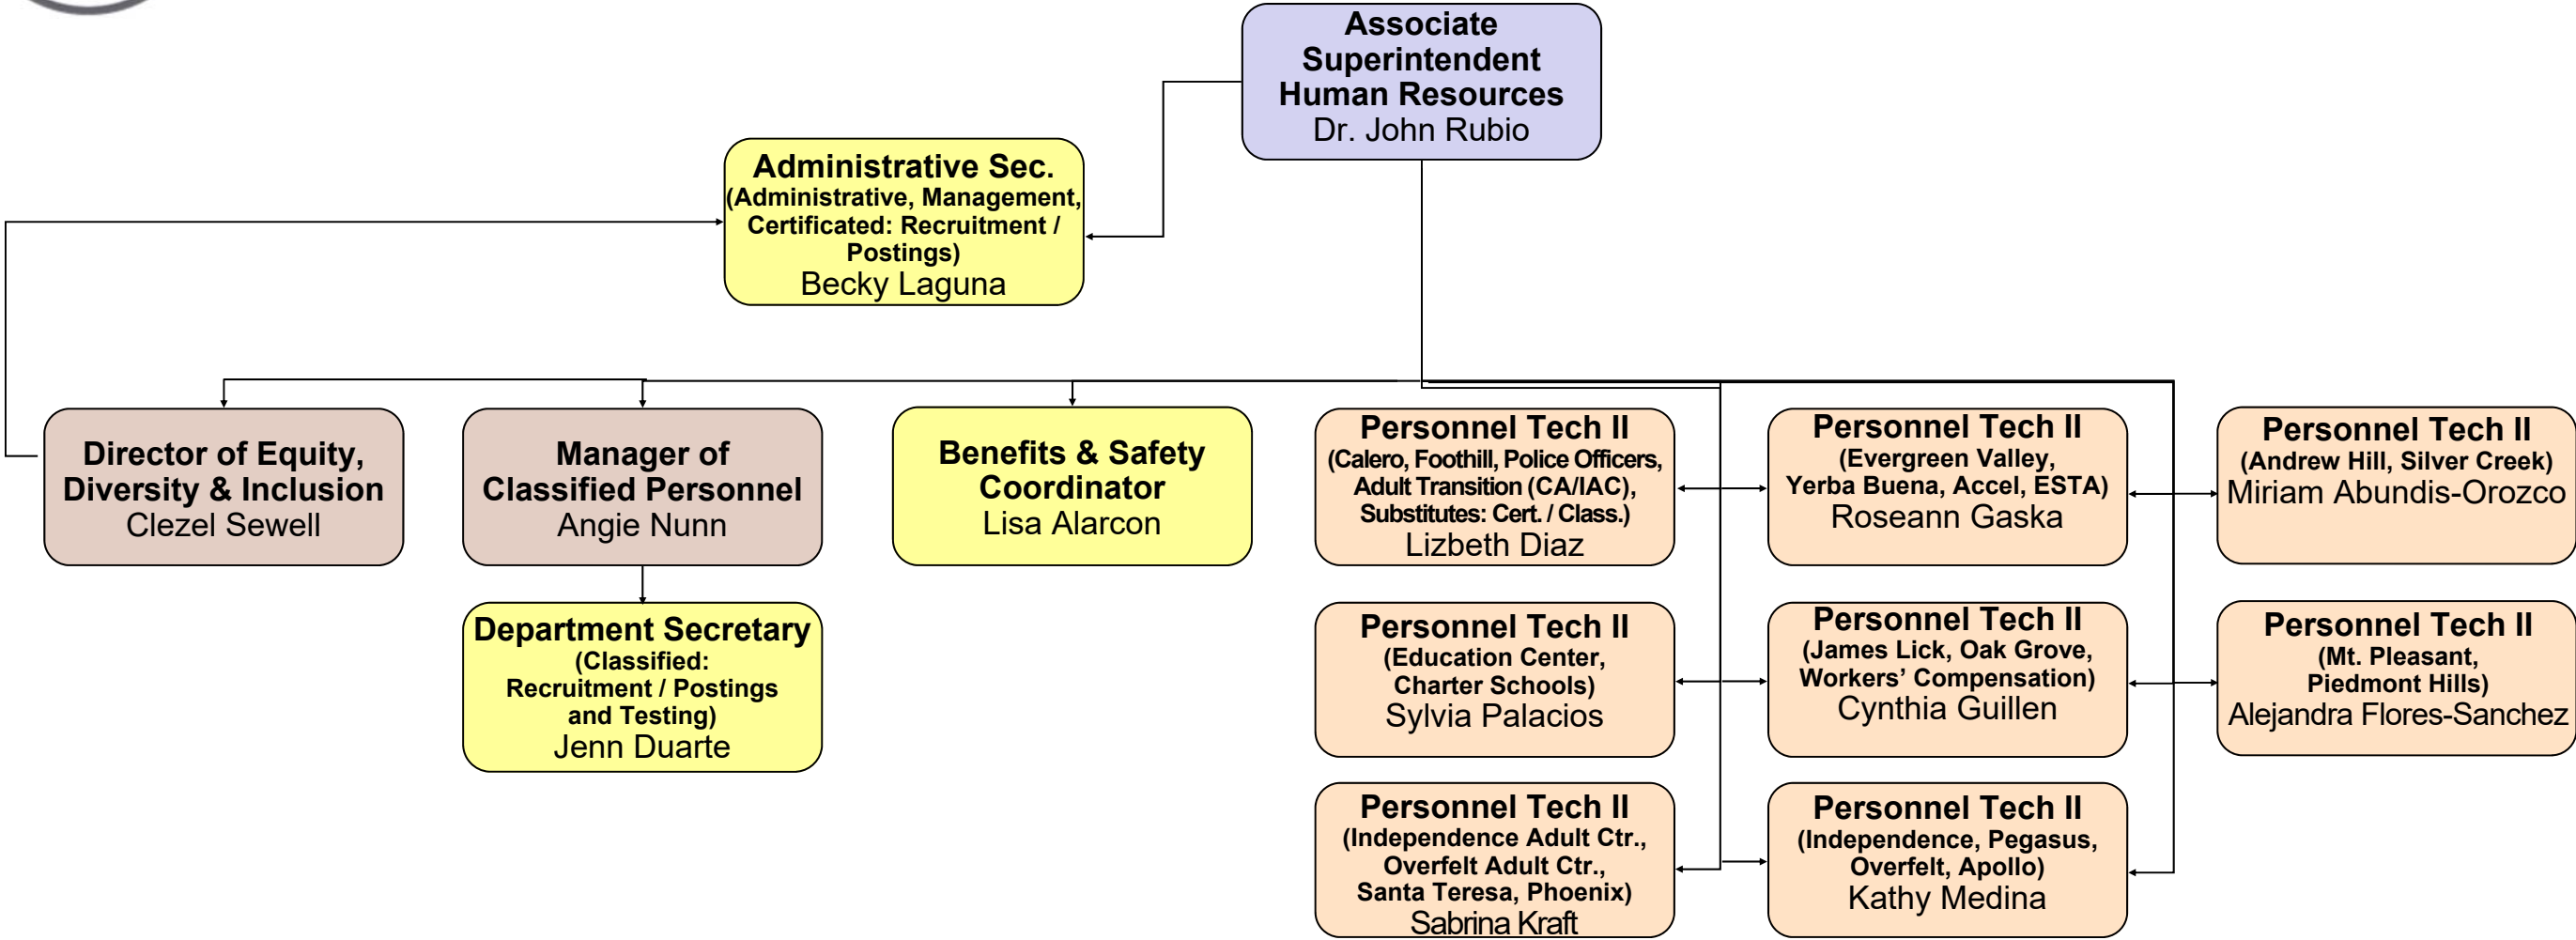 Associate
Superintendent
Human Resources
Dr. John Rubio
Administrative Sec.
(Administrative, Management,
Certificated: Recruitment /
Postings)
Becky Laguna
Director of Equity,
Diversity & Inclusion
Clezel Sewell
Manager of
Classified Personnel
Angie Nunn
Benefits & Safety
Coordinator
Lisa Alarcon
Personnel Tech II
(Calero, Foothill, Police Officers,
Adult Transition (CA/IAC),
Substitutes: Cert. / Class.)
Lizbeth Diaz
Personnel Tech II
(Evergreen Valley,
Yerba Buena, Accel, ESTA)
Roseann Gaska
Personnel Tech II
(Andrew Hill, Silver Creek)
Miriam Abundis-Orozco
Department Secretary
(Classified:
Recruitment / Postings
and Testing)
Jenn Duarte
Personnel Tech II
(Education Center,
Charter Schools)
Sylvia Palacios
Personnel Tech II
(James Lick, Oak Grove,
Workers’ Compensation)
Cynthia Guillen
Personnel Tech II
(Mt. Pleasant,
Piedmont Hills)
Alejandra Flores-Sanchez
Personnel Tech II
(Independence Adult Ctr.,
Overfelt Adult Ctr.,
Santa Teresa, Phoenix)
Sabrina Kraft
Personnel Tech II
(Independence, Pegasus,
Overfelt, Apollo)
Kathy Medina